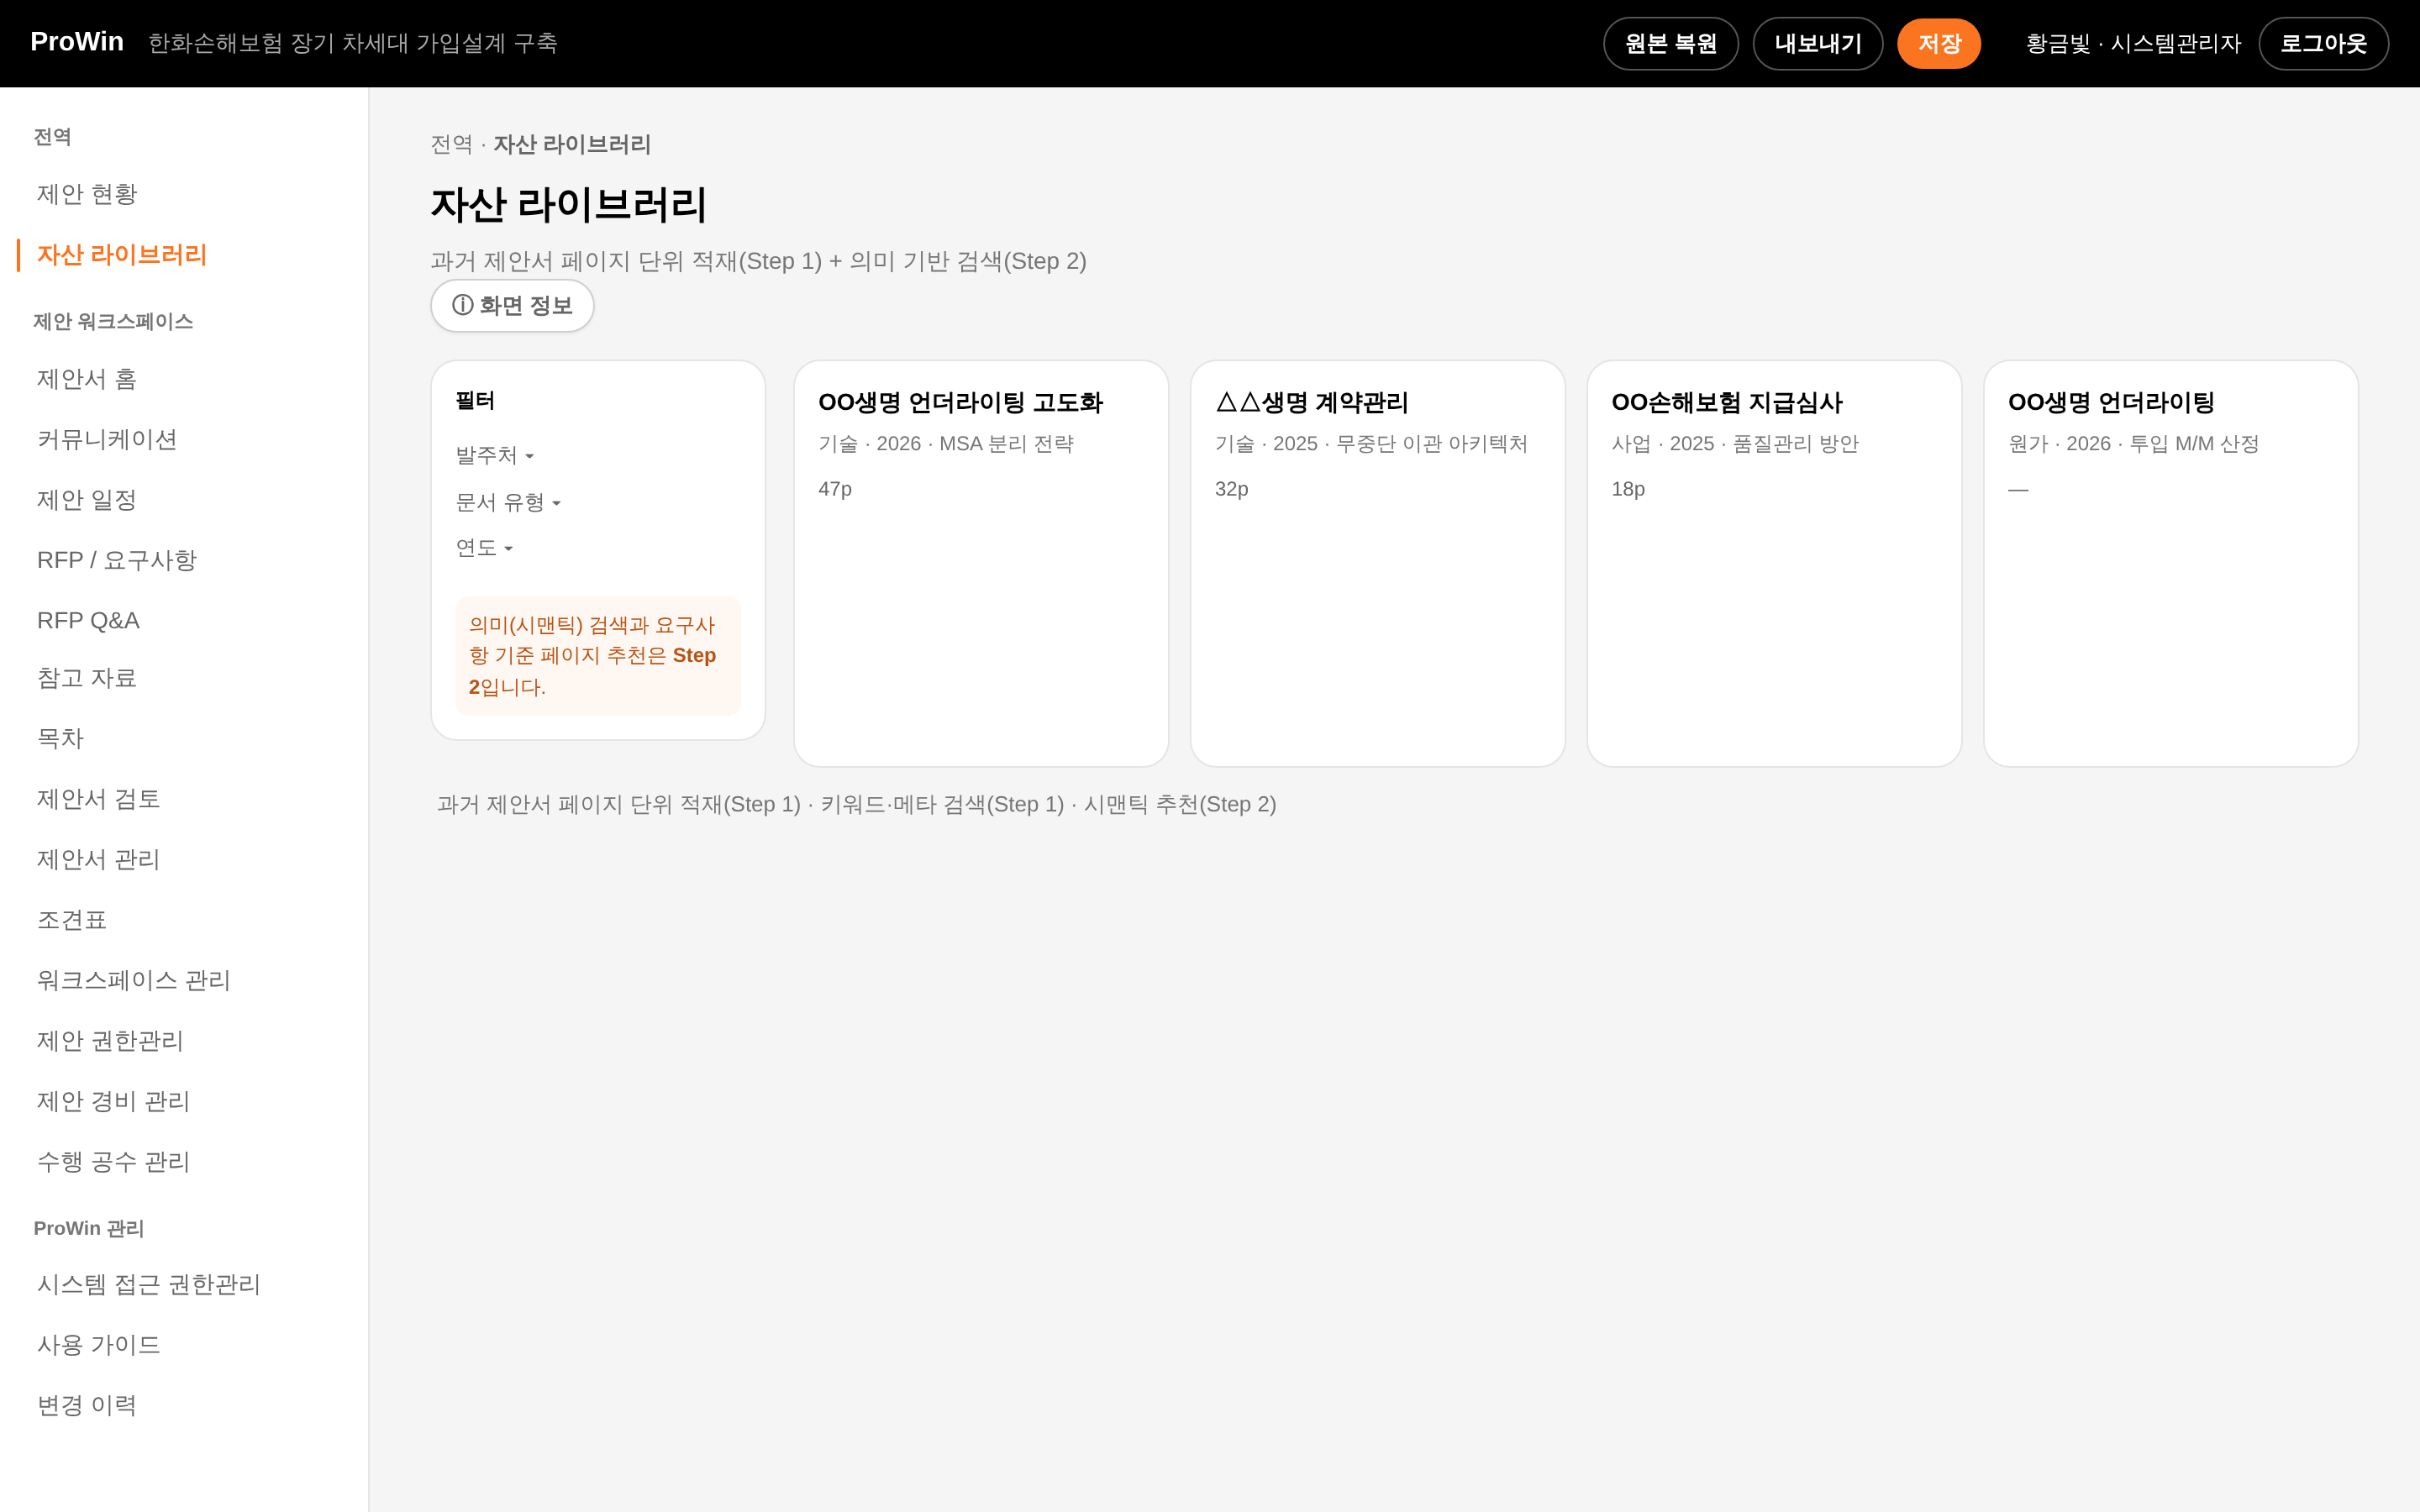 ProWin 한화손해보험 장기 차세대 가입설계 구축 원본 복원 내보내기 저장 황금빛 · 시스템관리자 로그아웃
전역
제안 현황
자산 라이브러리
제안 워크스페이스
제안서 홈
커뮤니케이션
제안 일정
RFP / 요구사항
RFP Q&A
참고 자료
목차
제안서 검토
제안서 관리
조견표
워크스페이스 관리
제안 권한관리
제안 경비 관리
수행 공수 관리
ProWin 관리
시스템 접근 권한관리
사용 가이드
변경 이력
전역 · 자산 라이브러리
자산 라이브러리
과거 제안서 페이지 단위 적재(Step 1) + 의미 기반 검색(Step 2)
ⓘ 화면 정보
필터
발주처
문서 유형
연도
의미(시맨틱) 검색과 요구사
항 기준 페이지 추천은 Step
2입니다.
OO생명 언더라이팅 고도화
기술 · 2026 · MSA 분리 전략
47p
△△생명 계약관리
기술 · 2025 · 무중단 이관 아키텍처
32p
OO손해보험 지급심사
사업 · 2025 · 품질관리 방안
18p
OO생명 언더라이팅
원가 · 2026 · 투입 M/M 산정
—
과거 제안서 페이지 단위 적재(Step 1) · 키워드·메타 검색(Step 1) · 시맨틱 추천(Step 2)